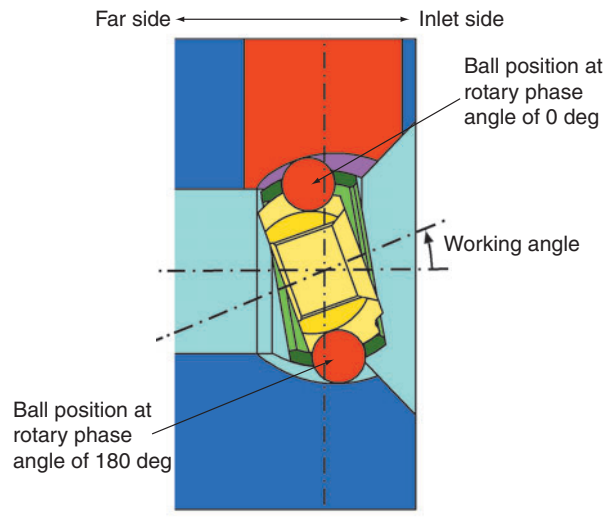 Far side
Inlet side
Ball position at
rotary phase
angle of 0 deg
Working angle
Ball position at
rotary phase
angle of 180 deg